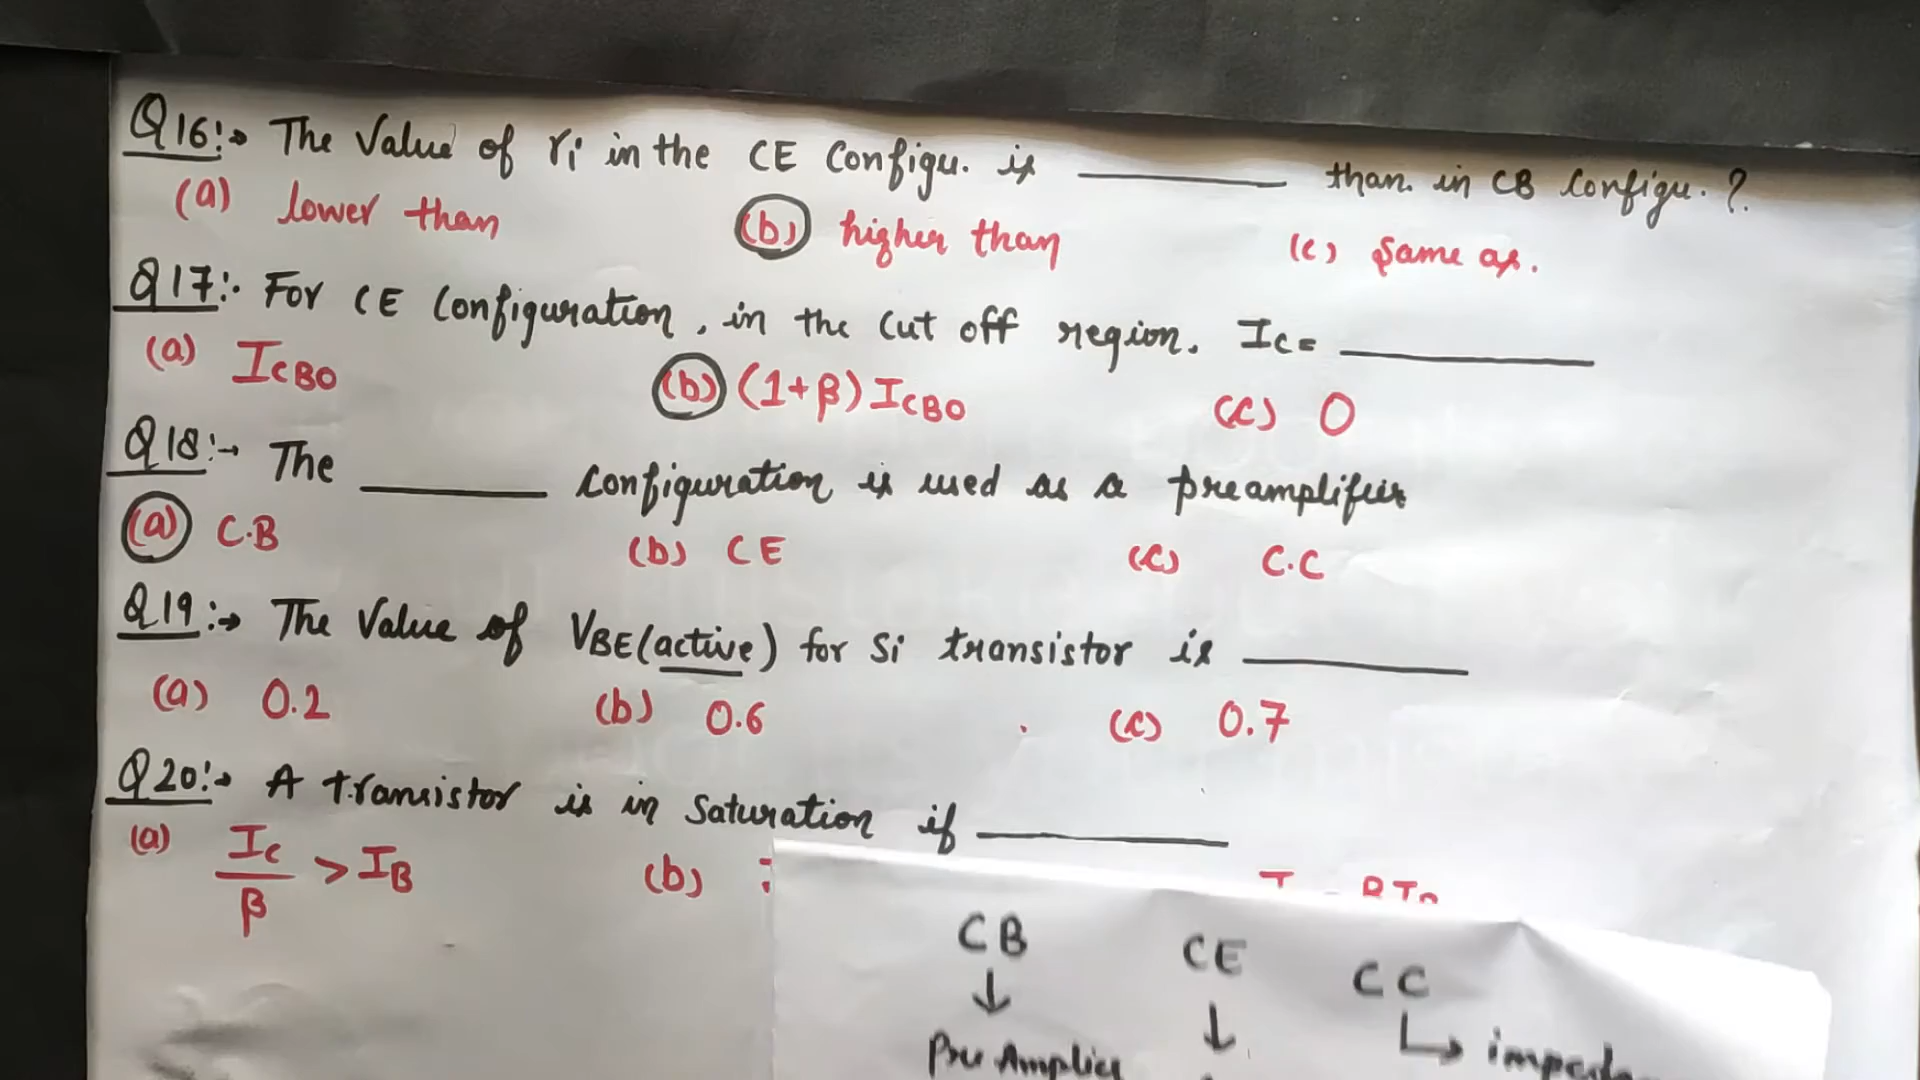 Q16:→ The Value of ri in the CE Configu. is ______ than in CB Configu.?
(a) lower than (b) higher than (c) Same as.
Q17:- For CE Configuration, in the cut off region. Ic= ______
(a) ICBO (b) (1+β) ICBO (c) 0
Q18:→ The ______ Configuration is used as a preamplifier
(a) C.B (b) CE (c) C.C
Q19:→ The Value of VBE(active) for Si transistor is ______
(a) 0.2 (b) 0.6 (c) 0.7
Q20:→ A transistor is in Saturation if ______
(a) Ic/β > IB (b)
CB CE CC
↓ ↓ ↳
Pre Amplifier